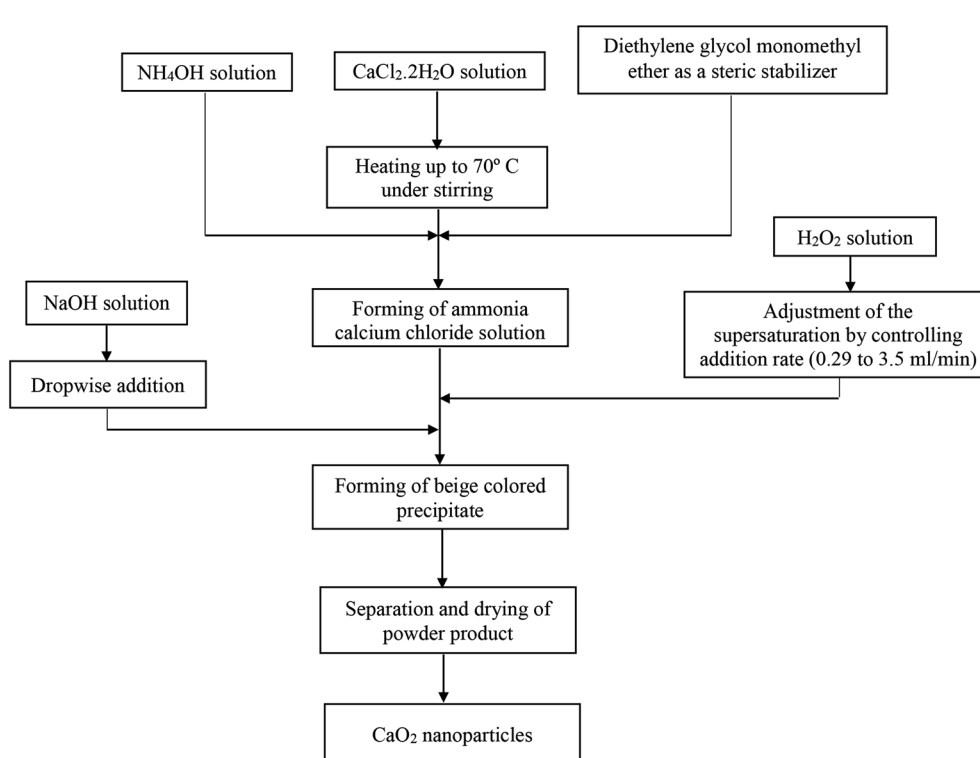 NH₄OH solution
CaCl₂.2H₂O solution
Diethylene glycol monomethyl
ether as a steric stabilizer
Heating up to 70º C
under stirring
H₂O₂ solution
NaOH solution
Forming of ammonia
calcium chloride solution
Adjustment of the
supersaturation by controlling
addition rate (0.29 to 3.5 ml/min)
Dropwise addition
Forming of beige colored
precipitate
Separation and drying of
powder product
CaO₂ nanoparticles